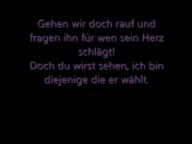 Gehen wir doch rauf und
fragen ihn für wen sein Herz
schlägt!
Doch du wirst sehen, ich bin
diejenige die er wählt.